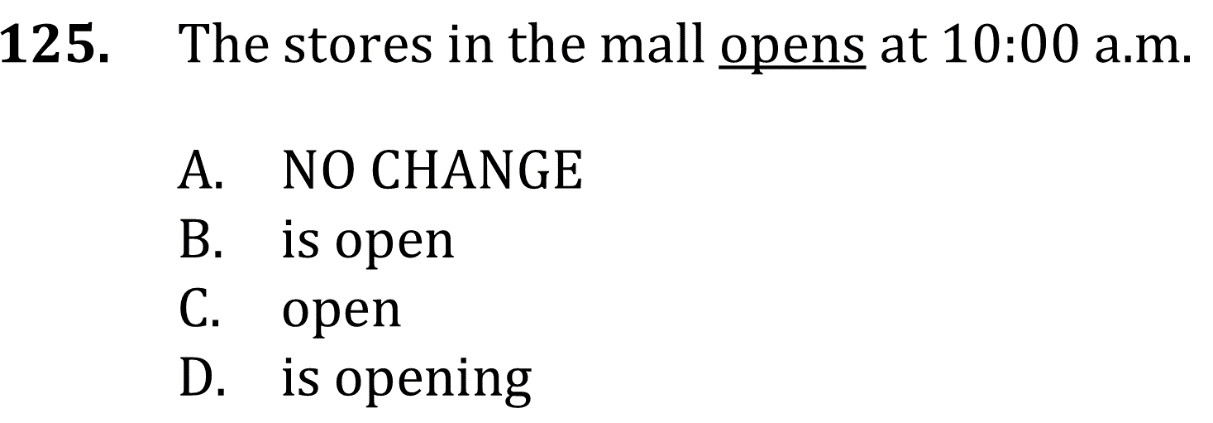 125. The stores in the mall opens at 10:00 a.m.
A. NO CHANGE
B. is open
C. open
D. is opening